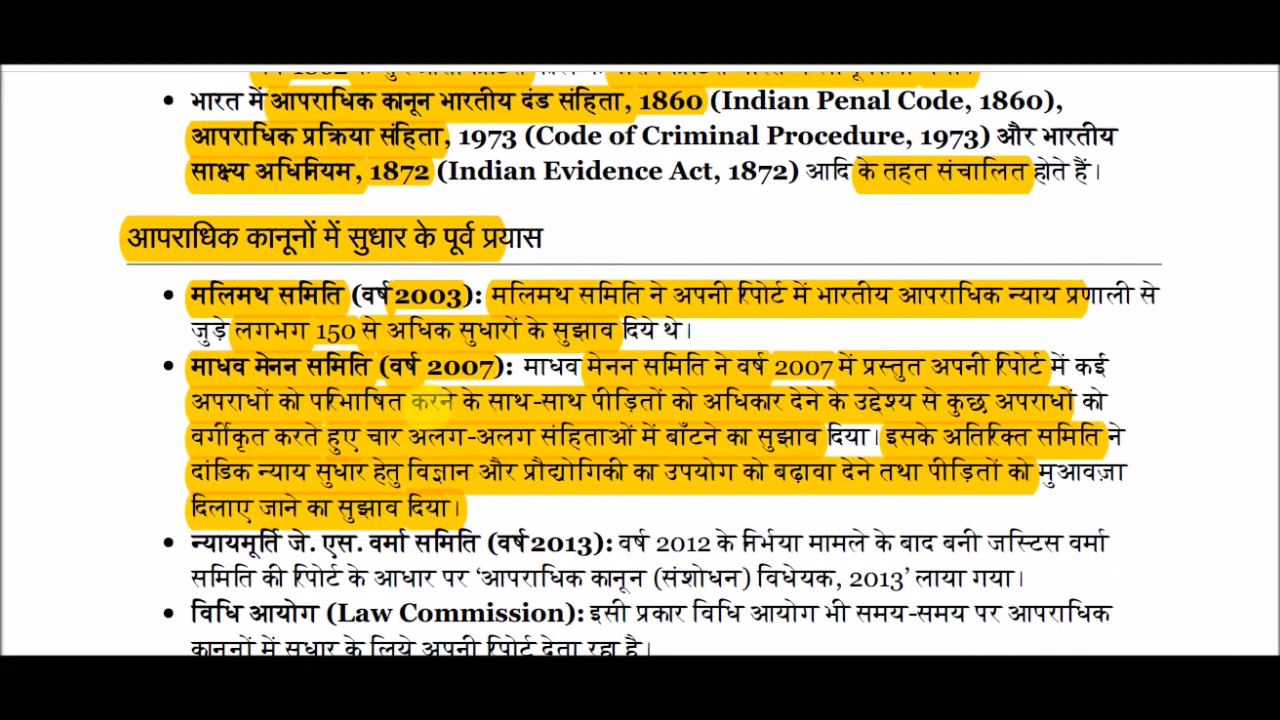 भारत में आपराधिक कानून भारतीय दंड संहिता, 1860 (Indian Penal Code, 1860),
आपराधिक प्रक्रिया संहिता, 1973 (Code of Criminal Procedure, 1973) और भारतीय
साक्ष्य अधिनियम, 1872 (Indian Evidence Act, 1872) आदि के तहत संचालित होते हैं।
आपराधिक कानूनों में सुधार के पूर्व प्रयास
मलिमथ समिति (वर्ष 2003): मलिमथ समिति ने अपनी रिपोर्ट में भारतीय आपराधिक न्याय प्रणाली से
जुड़े लगभग 150 से अधिक सुधारों के सुझाव दिये थे।
माधव मेनन समिति (वर्ष 2007): माधव मेनन समिति ने वर्ष 2007 में प्रस्तुत अपनी रिपोर्ट में कई
अपराधों को परिभाषित करने के साथ-साथ पीड़ितों को अधिकार देने के उद्देश्य से कुछ अपराधों को
वर्गीकृत करते हुए चार अलग-अलग संहिताओं में बाँटने का सुझाव दिया। इसके अतिरिक्त समिति ने
दांडिक न्याय सुधार हेतु विज्ञान और प्रौद्योगिकी का उपयोग को बढ़ावा देने तथा पीड़ितों को मुआवज़ा
दिलाए जाने का सुझाव दिया।
न्यायमूर्ति जे. एस. वर्मा समिति (वर्ष 2013): वर्ष 2012 के निर्भया मामले के बाद बनी जस्टिस वर्मा
समिति की रिपोर्ट के आधार पर ‘आपराधिक कानून (संशोधन) विधेयक, 2013’ लाया गया।
विधि आयोग (Law Commission): इसी प्रकार विधि आयोग भी समय-समय पर आपराधिक
कानूनों में सुधार के लिये अपनी रिपोर्ट देता रहा है।